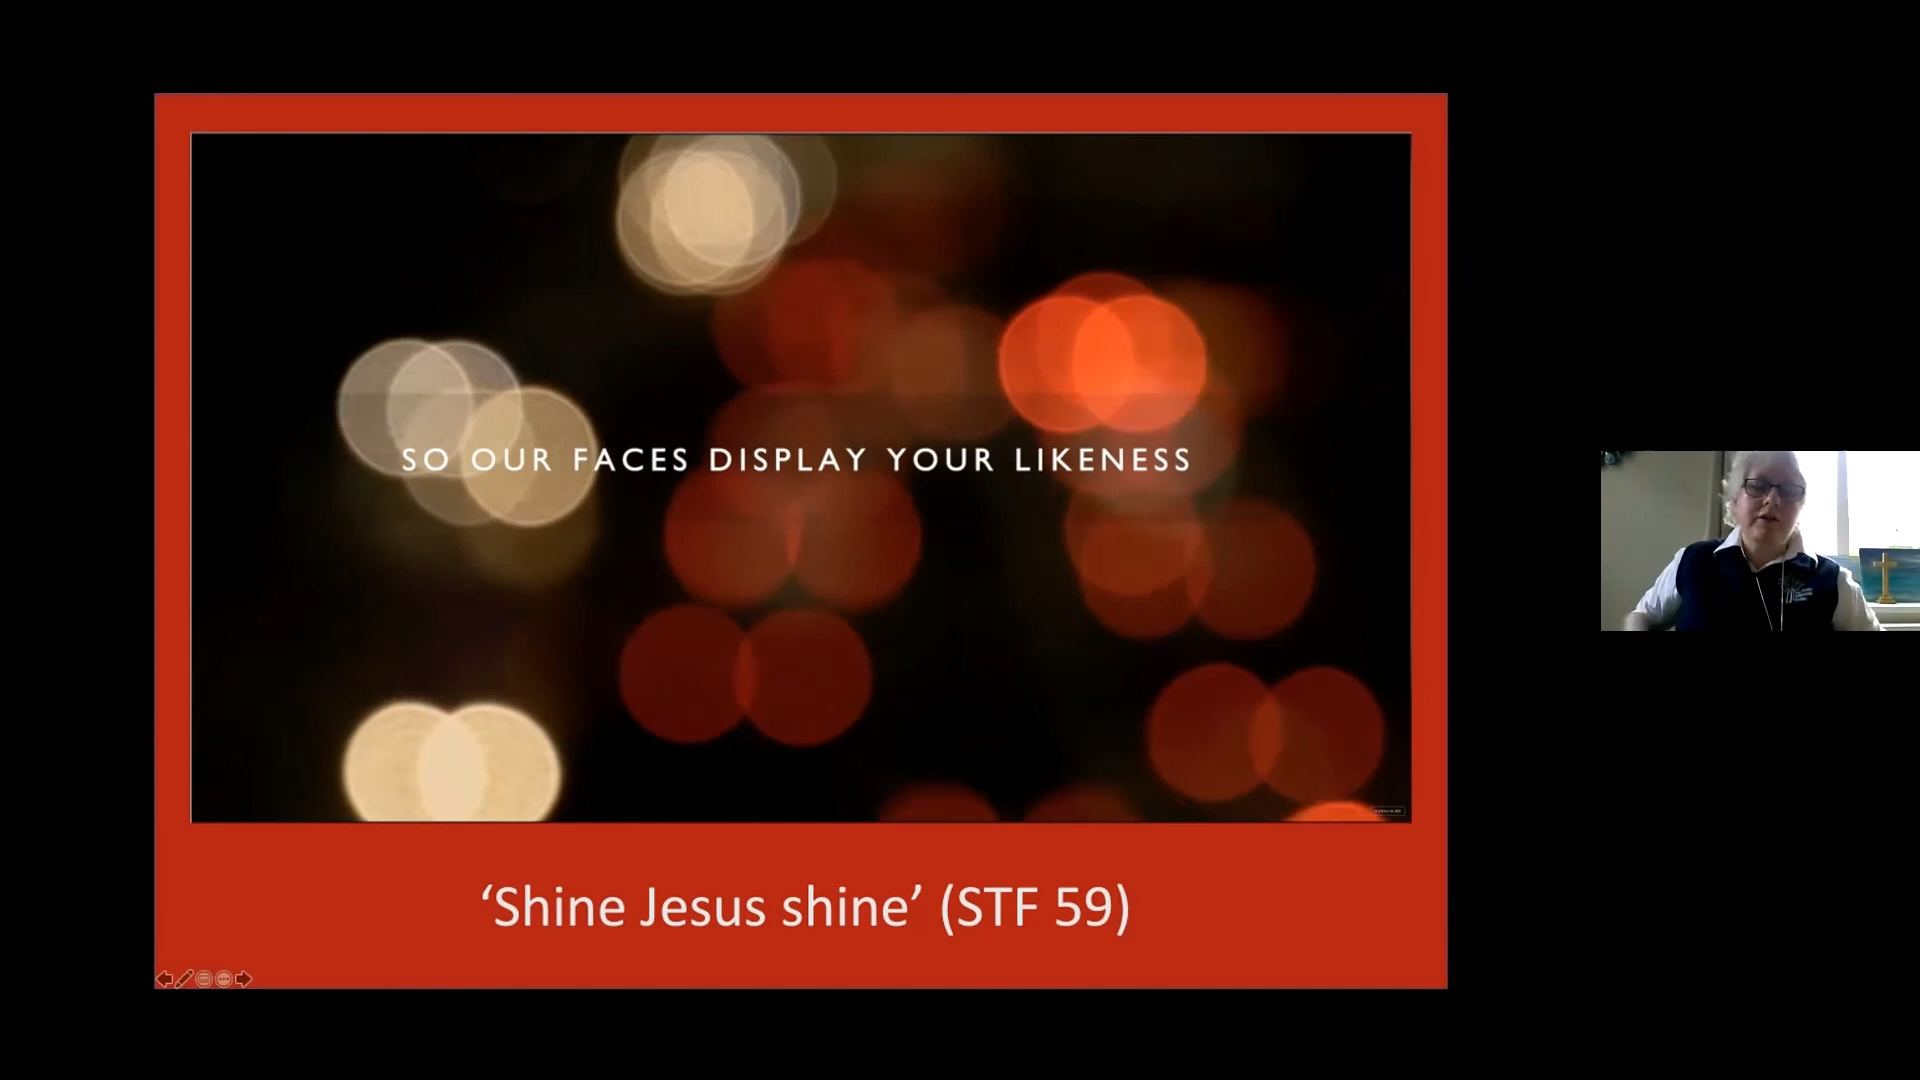 SO OUR FACES DISPLAY YOUR LIKENESS
‘Shine Jesus shine’ (STF 59)